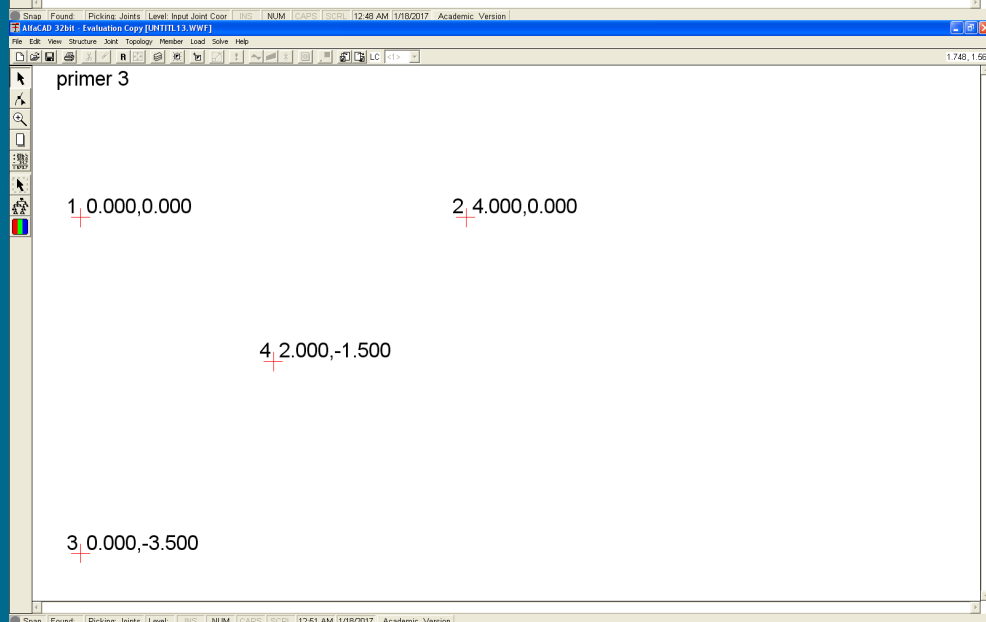 Snap Found: Picking: Joints Level: Input Joint Coor INS NUM CAPS SCRL 12:48 AM 1/18/2017 Academic Version
AlfaCAD 32bit - Evaluation Copy [UNTITL13.WWF]
File Edit View Structure Joint Topology Member Load Solve Help
R LC <1> 1.748, 1.56
primer 3
1 0.000,0.000 2 4.000,0.000
4 2.000,-1.500
3 0.000,-3.500
Snap Found: Picking: Joints Level: INS NUM CAPS SCRL 12:51 AM 1/18/2017 Academic Version